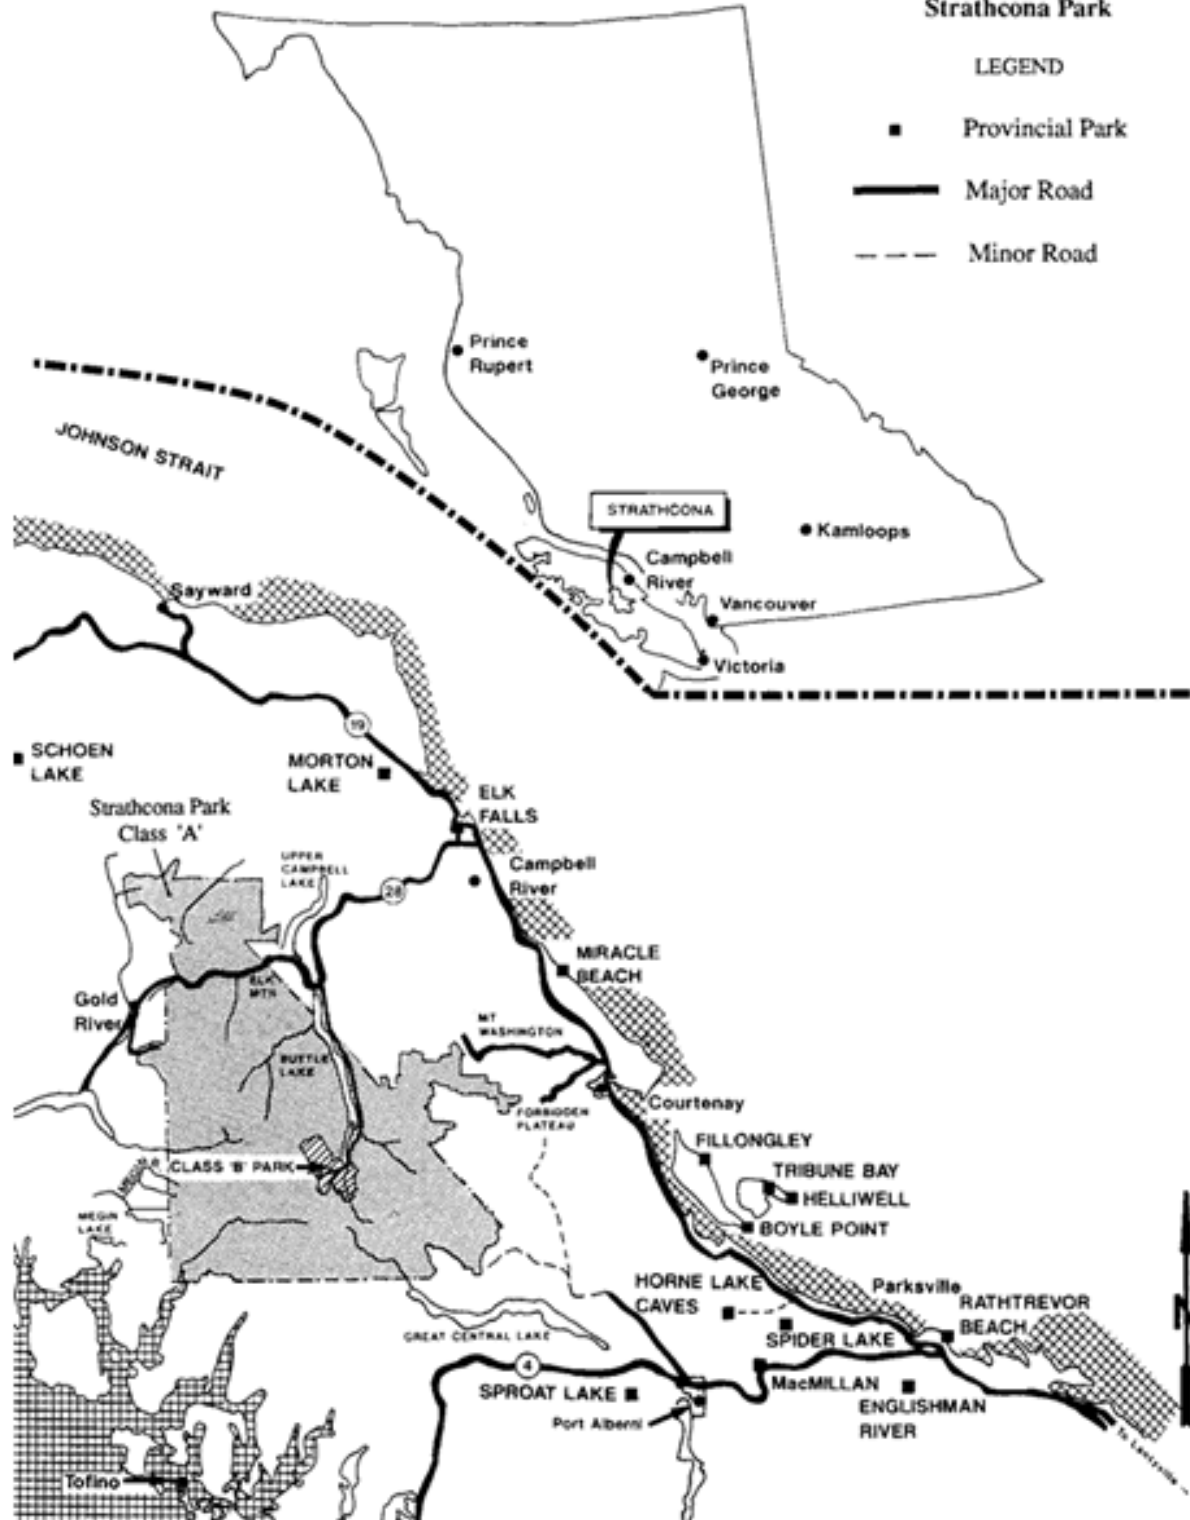 Strathcona Park
LEGEND
Provincial Park
Major Road
Minor Road
Prince
Rupert
Prince
George
JOHNSON STRAIT
STRATHCONA
Kamloops
Campbell
River
Vancouver
Victoria
Sayward
19
SCHOEN
LAKE
MORTON
LAKE
ELK
FALLS
Strathcona Park
Class 'A'
UPPER
CAMPBELL
LAKE
28
Campbell
River
MIRACLE
BEACH
ELK
MTN
Gold
River
MT
WASHINGTON
BUTTLE
LAKE
FORBIDDEN
PLATEAU
Courtenay
FILLONGLEY
TRIBUNE BAY
HELLIWELL
BOYLE POINT
CLASS 'B' PARK
MEGIN R
MEGIN
LAKE
HORNE LAKE
CAVES
Parksville
RATHTREVOR
BEACH
SPIDER LAKE
GREAT CENTRAL LAKE
4
SPROAT LAKE
MacMILLAN
Port Alberni
ENGLISHMAN
RIVER
To Lantzville
Tofino
N